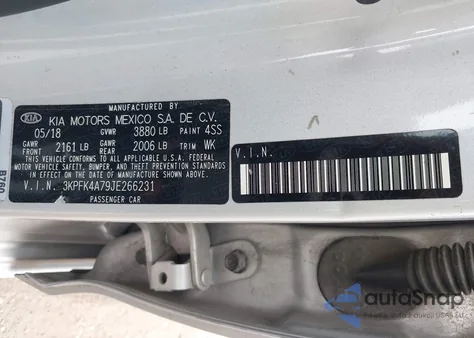 MANUFACTURED BY
KIA KIA MOTORS MEXICO S.A. DE C.V.
05/18 GVWR 3880 LB PAINT 4SS
GAWR FRONT 2161 LB GAWR REAR 2006 LB TRIM WK
THIS VEHICLE CONFORMS TO ALL APPLICABLE U.S.A. FEDERAL
MOTOR VEHICLE SAFETY, BUMPER, AND THEFT PREVENTION
STANDARDS IN EFFECT ON THE DATE OF MANUFACTURE SHOWN ABOVE.
V.I.N. 3KPFK4A79JE266231
PASSENGER CAR
V.I.N.
B760
autoSnap